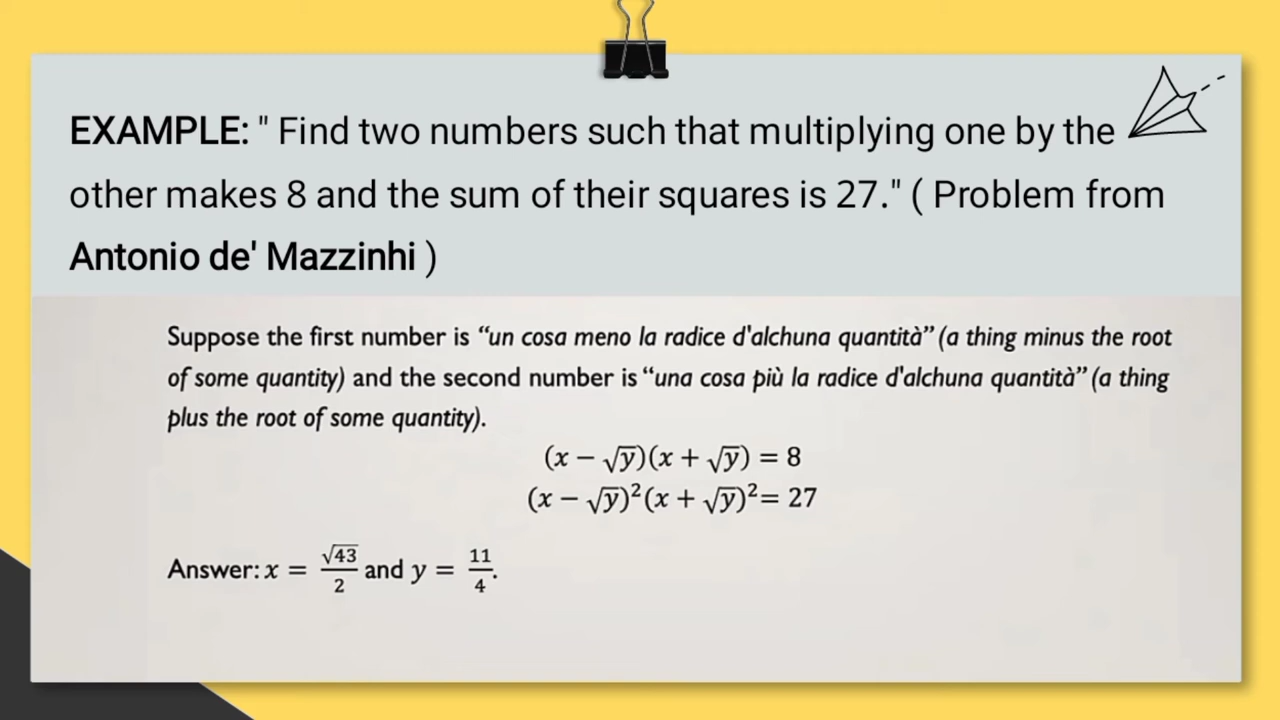 EXAMPLE: " Find two numbers such that multiplying one by the
other makes 8 and the sum of their squares is 27." ( Problem from
Antonio de' Mazzinhi )
Suppose the first number is “un cosa meno la radice d'alchuna quantità” (a thing minus the root
of some quantity) and the second number is “una cosa più la radice d'alchuna quantità” (a thing
plus the root of some quantity).
(x − √y)(x + √y) = 8
(x − √y)²(x + √y)²= 27
Answer: x = √43/2 and y = 11/4.